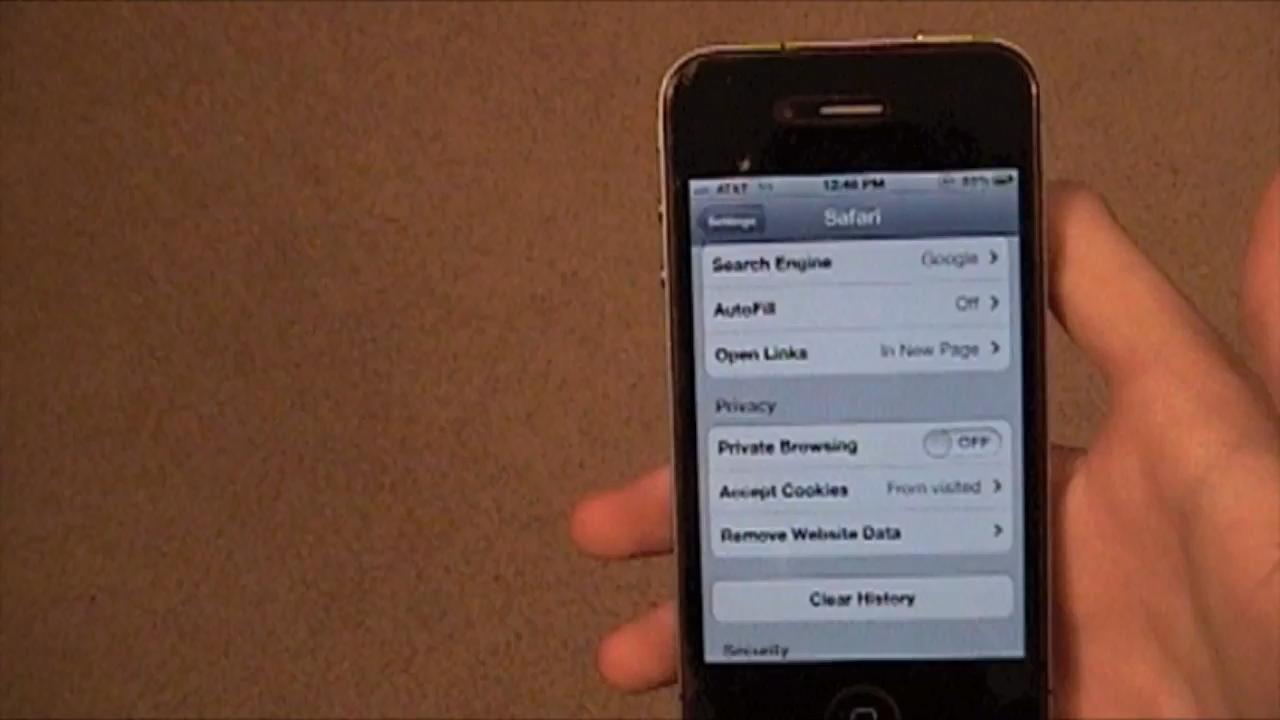 AT&T 12:46 PM
Settings Safari
Search Engine Google
AutoFill Off
Open Links In New Page
Privacy
Private Browsing OFF
Accept Cookies From visited
Remove Website Data
Clear History
Security